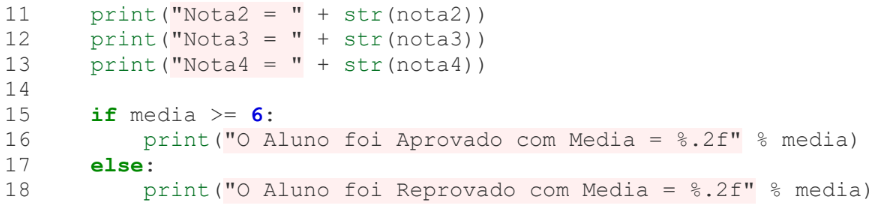 11 print("Nota2 = " + str(nota2))
12 print("Nota3 = " + str(nota3))
13 print("Nota4 = " + str(nota4))
14
15 if media >= 6:
16 print("O Aluno foi Aprovado com Media = %.2f" % media)
17 else:
18 print("O Aluno foi Reprovado com Media = %.2f" % media)